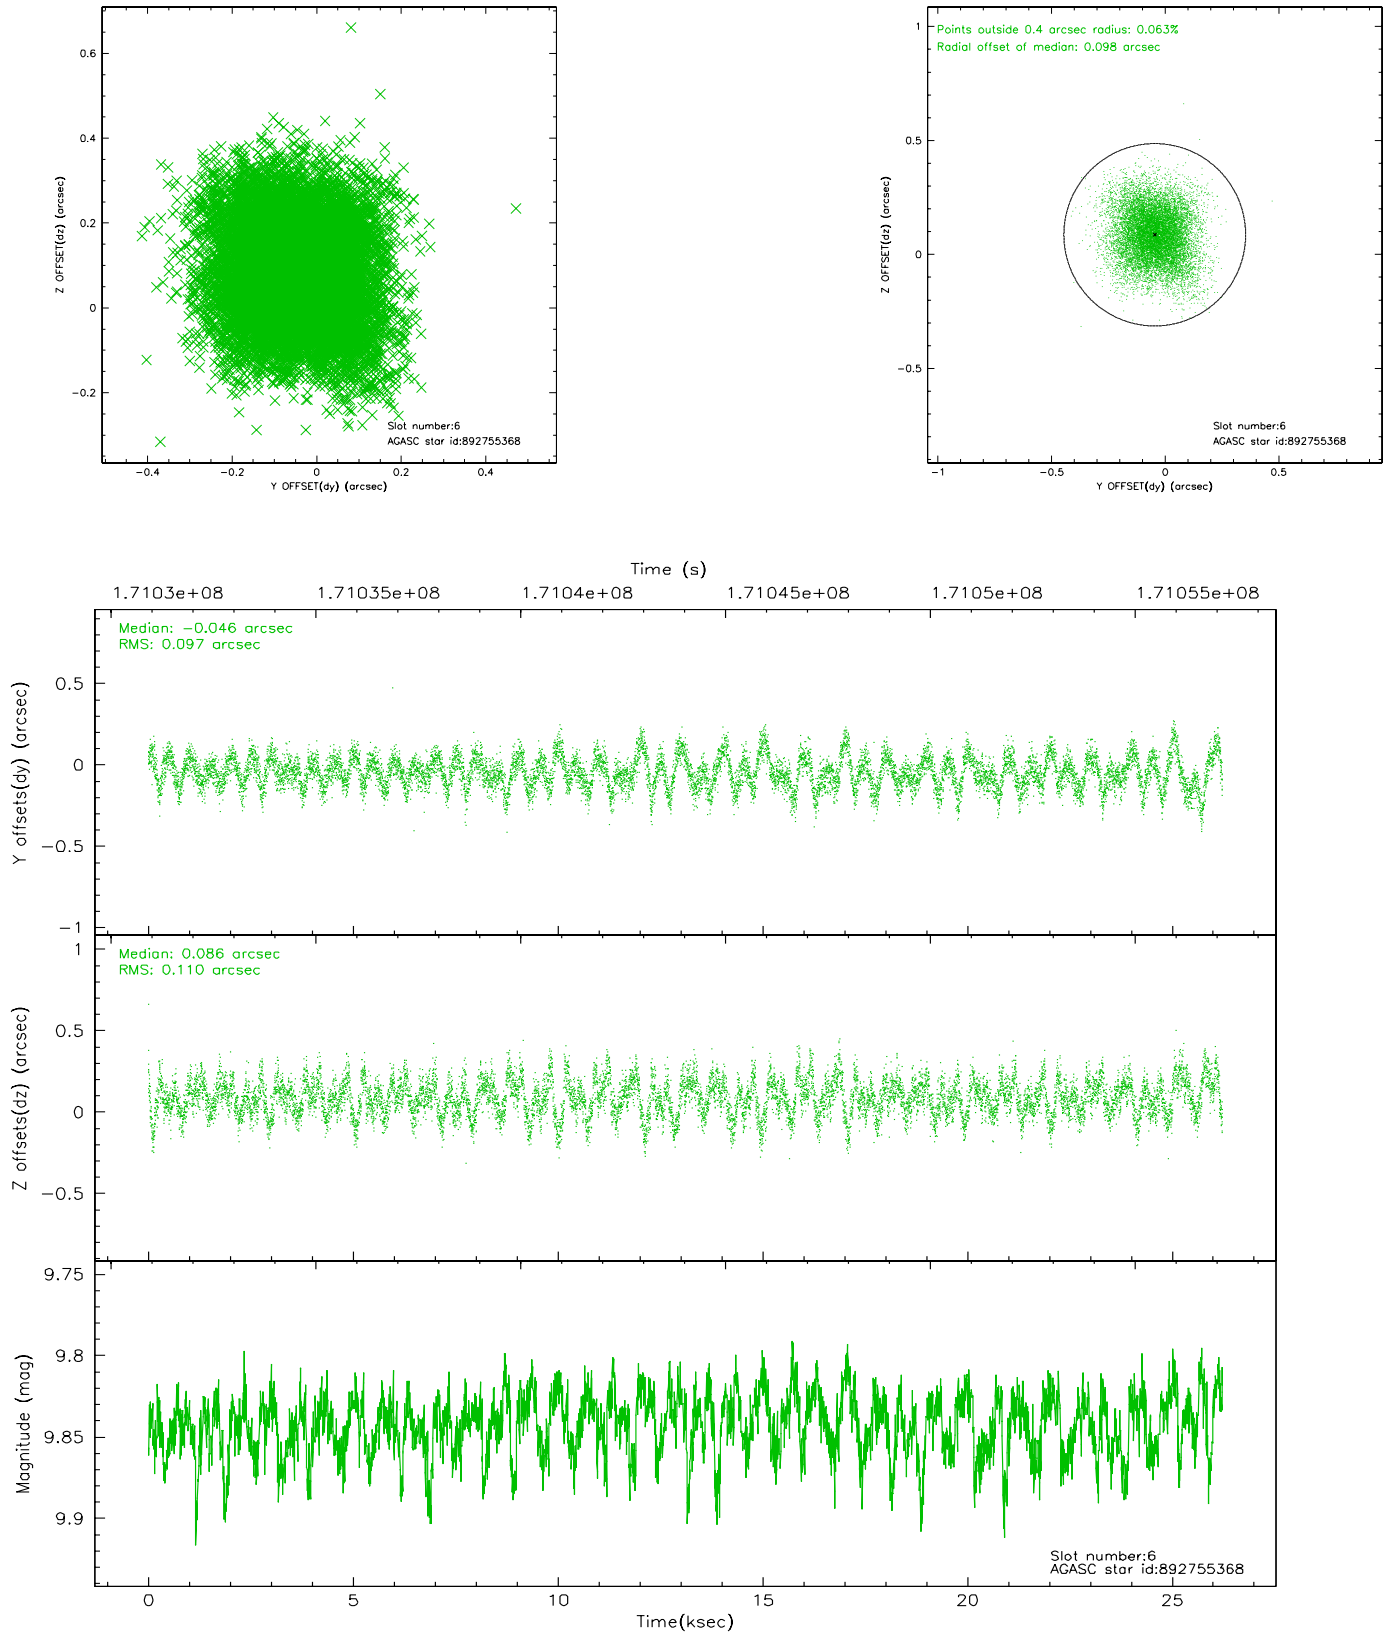 0.6
0.4
0.2
0
−0.2
Z OFFSET(dz) (arcsec)
Slot number:6
AGASC star id:892755368
−0.4
−0.2
0
0.2
0.4
Y OFFSET(dy) (arcsec)
Points outside 0.4 arcsec radius: 0.063%
Radial offset of median: 0.098 arcsec
1
0.5
0
−0.5
Z OFFSET(dz) (arcsec)
Slot number:6
AGASC star id:892755368
−1
−0.5
0
0.5
Y OFFSET(dy) (arcsec)
Time (s)
1.7103e+08
1.71035e+08
1.7104e+08
1.71045e+08
1.7105e+08
1.71055e+08
Median: −0.046 arcsec
RMS: 0.097 arcsec
0.5
0
−0.5
−1
Y offsets(dy) (arcsec)
Median: 0.086 arcsec
RMS: 0.110 arcsec
1
0.5
0
−0.5
Z offsets(dz) (arcsec)
9.75
9.8
9.85
9.9
Magnitude (mag)
Slot number:6
AGASC star id:892755368
0
5
10
15
20
25
Time(ksec)